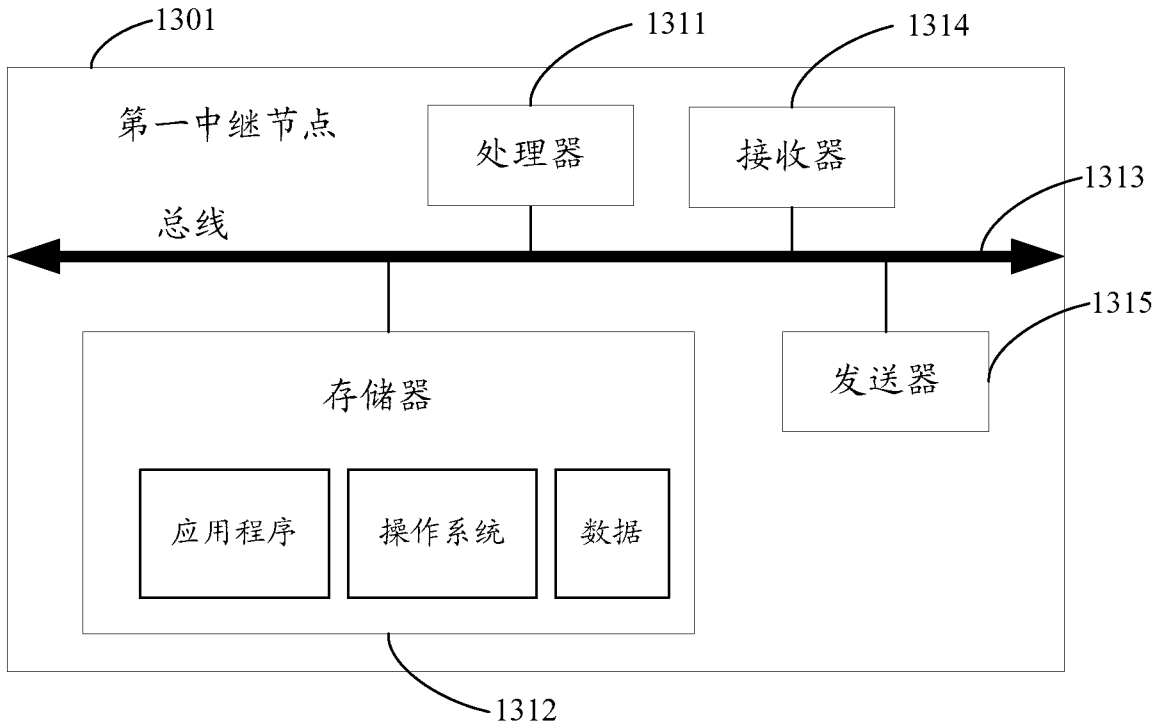 1301
1311
1314
第一中继节点
处理器
接收器
1313
总线
1315
存储器
发送器
应用程序
操作系统
数据
1312